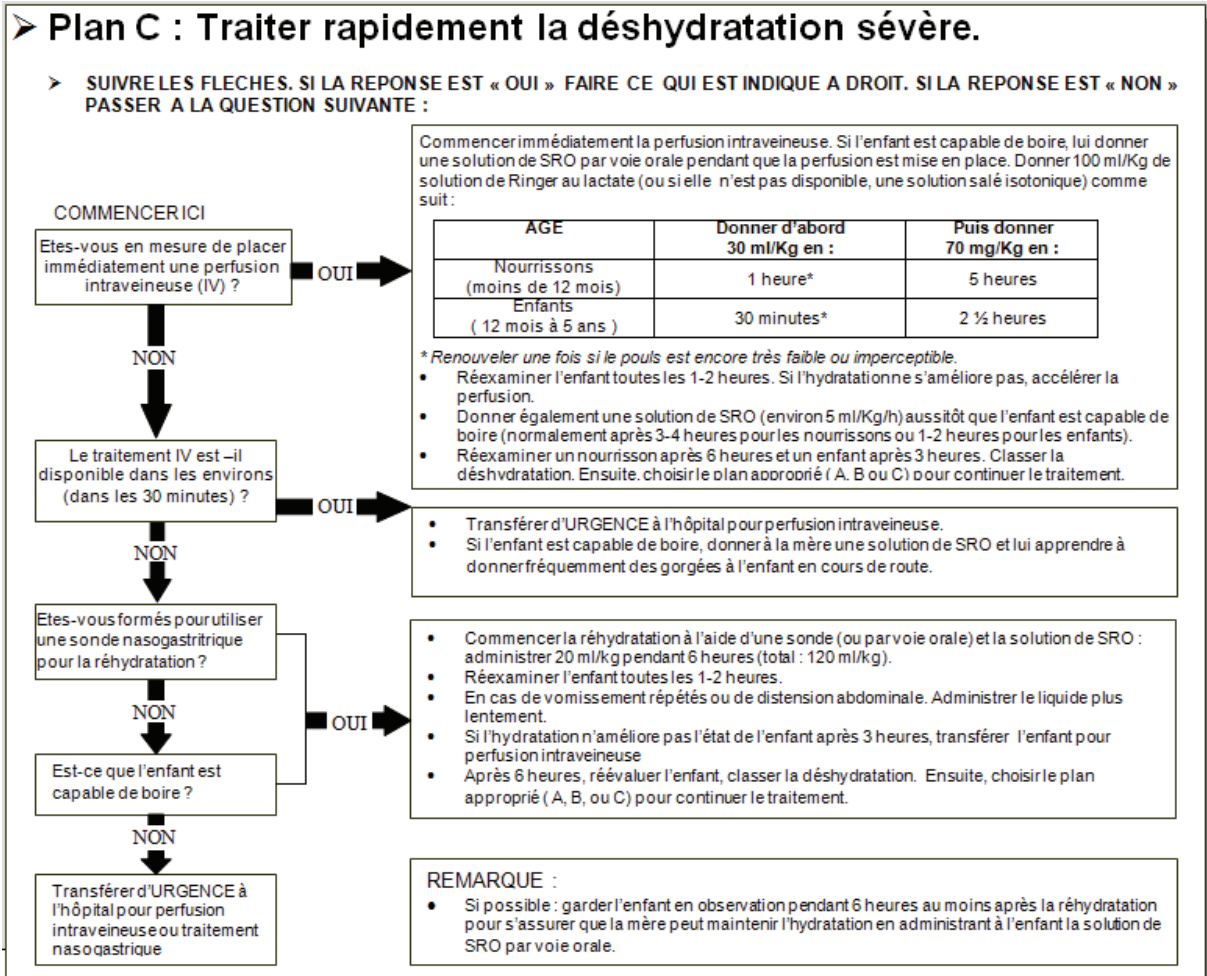 ➢ Plan C : Traiter rapidement la déshydratation sévère.
➢ SUIVRE LES FLECHES. SI LA REPONSE EST « OUI » FAIRE CE QUI EST INDIQUE A DROIT. SI LA REPONSE EST « NON »
PASSER A LA QUESTION SUIVANTE :
COMMENCER ICI
Etes-vous en mesure de placer
immédiatement une perfusion
intraveineuse (IV) ?
OUI
Commencer immédiatement la perfusion intraveineuse. Si l'enfant est capable de boire, lui donner
une solution de SRO par voie orale pendant que la perfusion est mise en place. Donner 100 ml/Kg de
solution de Ringer au lactate (ou si elle n'est pas disponible, une solution salé isotonique) comme
suit :
AGE
Donner d'abord
30 ml/Kg en :
Puis donner
70 mg/Kg en :
Nourrissons
(moins de 12 mois)
1 heure*
5 heures
Enfants
( 12 mois à 5 ans )
30 minutes*
2 ½ heures
* Renouveler une fois si le pouls est encore très faible ou imperceptible.
• Réexaminer l'enfant toutes les 1-2 heures. Si l'hydratationne s'améliore pas, accélérer la
perfusion.
• Donner également une solution de SRO (environ 5 ml/Kg/h) aussitôt que l'enfant est capable de
boire (normalement après 3-4 heures pour les nourrissons ou 1-2 heures pour les enfants).
• Réexaminer un nourrisson après 6 heures et un enfant après 3 heures. Classer la
déshydratation. Ensuite, choisir le plan approprié ( A, B ou C) pour continuer le traitement.
NON
Le traitement IV est –il
disponible dans les environs
(dans les 30 minutes) ?
OUI
• Transférer d'URGENCE à l'hôpital pour perfusion intraveineuse.
• Si l'enfant est capable de boire, donner à la mère une solution de SRO et lui apprendre à
donner fréquemment des gorgées à l'enfant en cours de route.
NON
Etes-vous formés pour utiliser
une sonde nasogastritrique
pour la réhydratation ?
NON
Est-ce que l'enfant est
capable de boire ?
OUI
• Commencer la réhydratation à l'aide d'une sonde (ou par voie orale) et la solution de SRO :
administrer 20 ml/kg pendant 6 heures (total : 120 ml/kg).
• Réexaminer l'enfant toutes les 1-2 heures.
• En cas de vomissement répétés ou de distension abdominale. Administrer le liquide plus
lentement.
• Si l'hydratation n'améliore pas l'état de l'enfant après 3 heures, transférer l'enfant pour
perfusion intraveineuse
• Après 6 heures, réévaluer l'enfant, classer la déshydratation. Ensuite, choisir le plan
approprié ( A, B, ou C) pour continuer le traitement.
NON
Transférer d'URGENCE à
l'hôpital pour perfusion
intraveineuse ou traitement
nasogastrique
REMARQUE :
• Si possible : garder l'enfant en observation pendant 6 heures au moins après la réhydratation
pour s'assurer que la mère peut maintenir l'hydratation en administrant à l'enfant la solution de
SRO par voie orale.